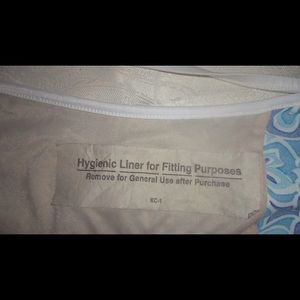 Hygienic Liner for Fitting Purposes
Remove for General Use after Purchase
KC-1